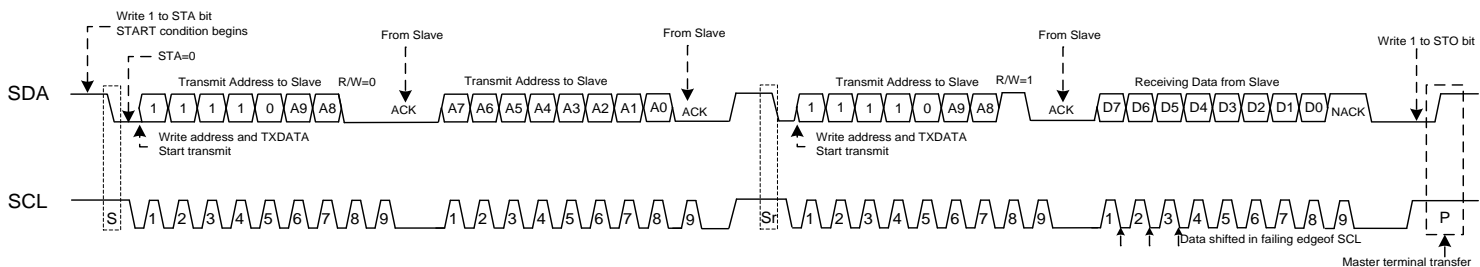 Write 1 to STA bit
START condition begins
STA=0
From Slave
From Slave
From Slave
Write 1 to STO bit
Transmit Address to Slave R/W=0
Transmit Address to Slave
Transmit Address to Slave R/W=1
Receiving Data from Slave
SDA 1 1 1 1 0 A9 A8 ACK A7 A6 A5 A4 A3 A2 A1 A0 ACK 1 1 1 1 0 A9 A8 ACK D7 D6 D5 D4 D3 D2 D1 D0 NACK
Write address and TXDATA
Start transmit
Write address and TXDATA
Start transmit
SCL S 1 2 3 4 5 6 7 8 9 1 2 3 4 5 6 7 8 9 Sr 1 2 3 4 5 6 7 8 9 1 2 3 4 5 6 7 8 9 P
Data shifted in failing edgeof SCL
Master terminal transfer